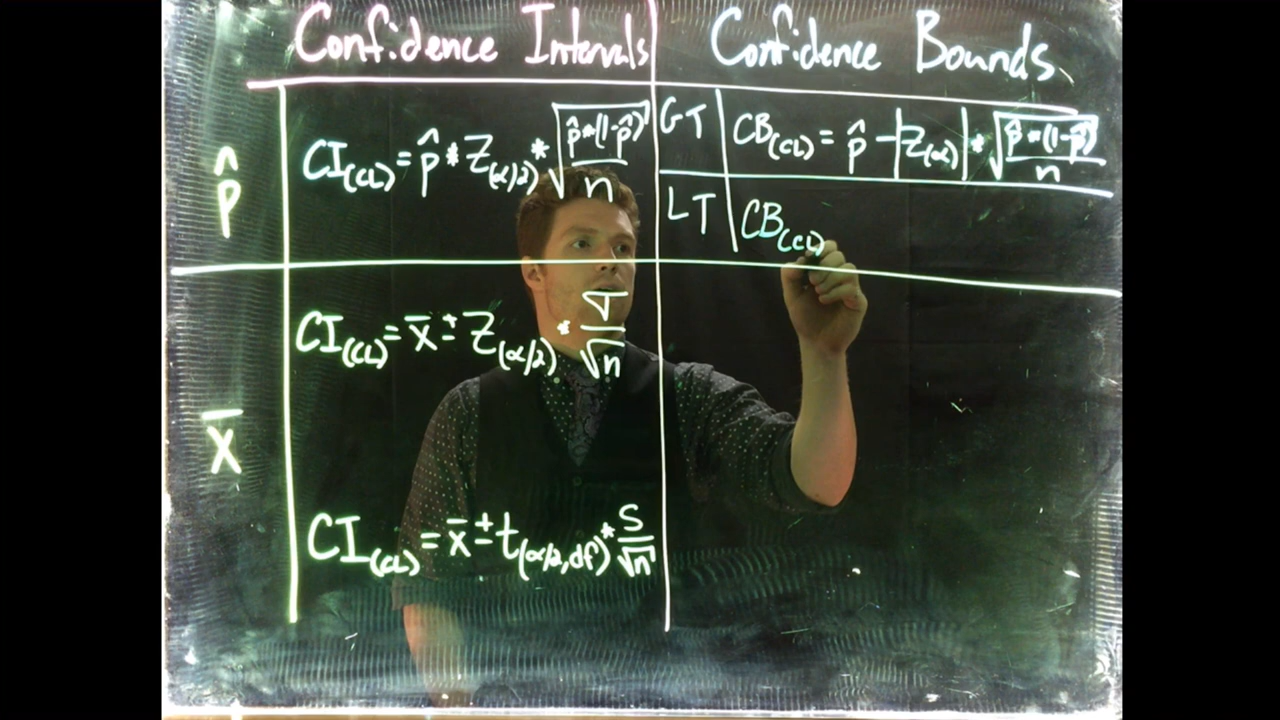 Confidence Intervals
Confidence Bounds
p̂
CI(CL) = p̂ * Z(α/2) * √(p̂*(1-p̂)/n)
GT
CB(CL) = p̂ - |Z(α)| * √(p̂*(1-p̂)/n)
LT
CB(CL)
x̄
CI(CL) = x̄ ± Z(α/2) * σ/√n
CI(CL) = x̄ ± t(α/2, df) * S/√n